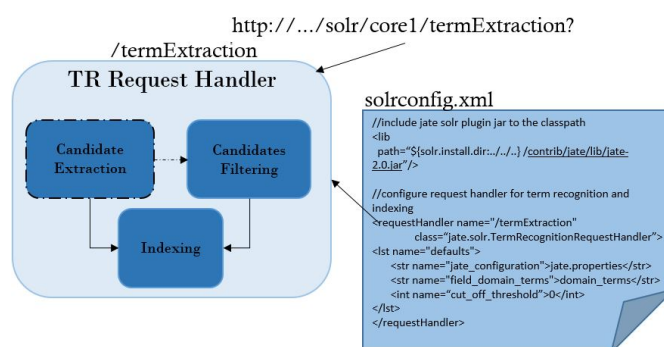 http://.../solr/core1/termExtraction?
/termExtraction
TR Request Handler
Candidate
Extraction
Candidates
Filtering
Indexing
solrconfig.xml
//include jate solr plugin jar to the classpath
<lib
path="${solr.install.dir:../../..} /contrib/jate/lib/jate-
2.0.jar"/>
//configure request handler for term recognition and
indexing
<requestHandler name="/termExtraction"
class="jate.solr.TermRecognitionRequestHandler">
<lst name="defaults">
<str name="jate_configuration">jate.properties</str>
<str name="field_domain_terms">domain_terms</str>
<int name="cut_off_threshold">0</int>
</lst>
</requestHandler>